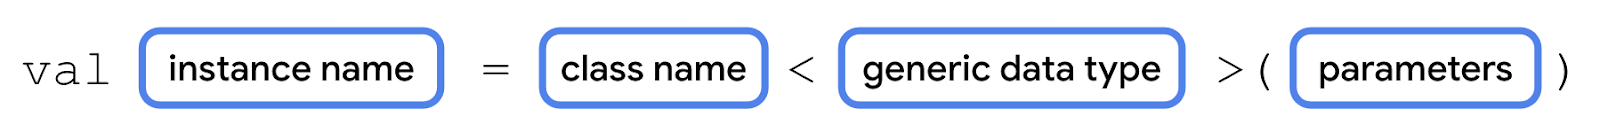 val instance name = class name < generic data type >( parameters )